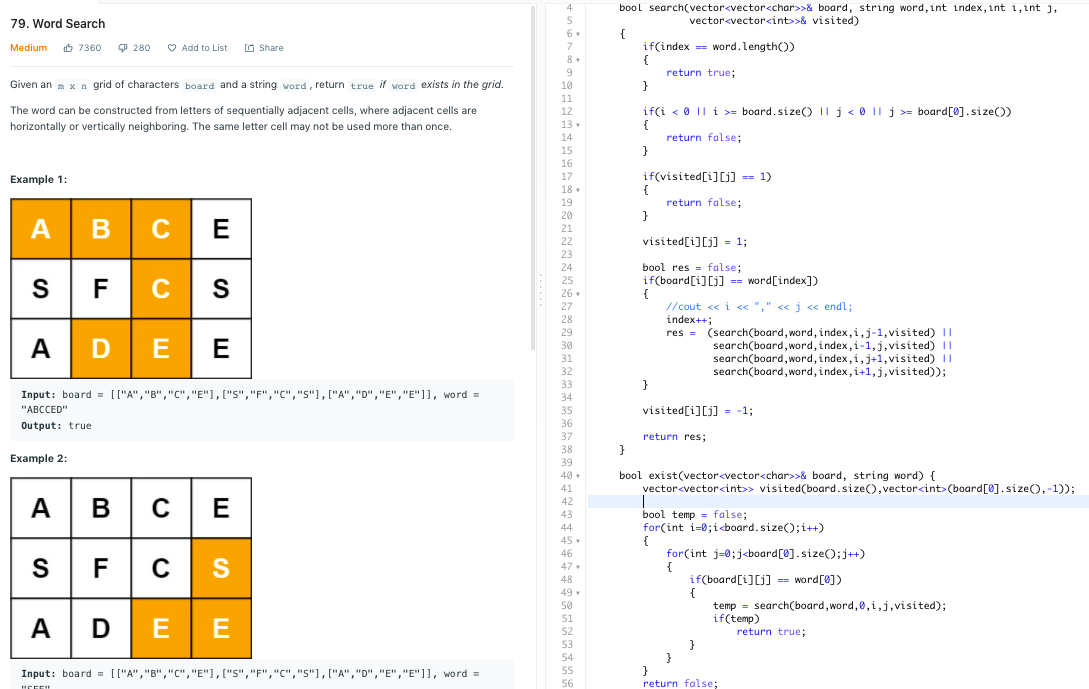 79. Word Search
Medium 7360 280 Add to List Share
Given an m x n grid of characters board and a string word , return true if word exists in the grid.
The word can be constructed from letters of sequentially adjacent cells, where adjacent cells are
horizontally or vertically neighboring. The same letter cell may not be used more than once.
Example 1:
A B C E
S F C S
A D E E
Input: board = [["A","B","C","E"],["S","F","C","S"],["A","D","E","E"]], word =
"ABCCED"
Output: true
Example 2:
A B C E
S F C S
A D E E
Input: board = [["A","B","C","E"],["S","F","C","S"],["A","D","E","E"]], word =
"SEE"
4 bool search(vector<vector<char>>& board, string word,int index,int i,int j,
5 vector<vector<int>>& visited)
6 {
7 if(index == word.length())
8 {
9 return true;
10 }
11
12 if(i < 0 || i >= board.size() || j < 0 || j >= board[0].size())
13 {
14 return false;
15 }
16
17 if(visited[i][j] == 1)
18 {
19 return false;
20 }
21
22 visited[i][j] = 1;
23
24 bool res = false;
25 if(board[i][j] == word[index])
26 {
27 //cout << i << "," << j << endl;
28 index++;
29 res = (search(board,word,index,i,j-1,visited) ||
30 search(board,word,index,i-1,j,visited) ||
31 search(board,word,index,i,j+1,visited) ||
32 search(board,word,index,i+1,j,visited));
33 }
34
35 visited[i][j] = -1;
36
37 return res;
38 }
39
40 bool exist(vector<vector<char>>& board, string word) {
41 vector<vector<int>> visited(board.size(),vector<int>(board[0].size(),-1));
42
43 bool temp = false;
44 for(int i=0;i<board.size();i++)
45 {
46 for(int j=0;j<board[0].size();j++)
47 {
48 if(board[i][j] == word[0])
49 {
50 temp = search(board,word,0,i,j,visited);
51 if(temp)
52 return true;
53 }
54 }
55 }
56 return false;